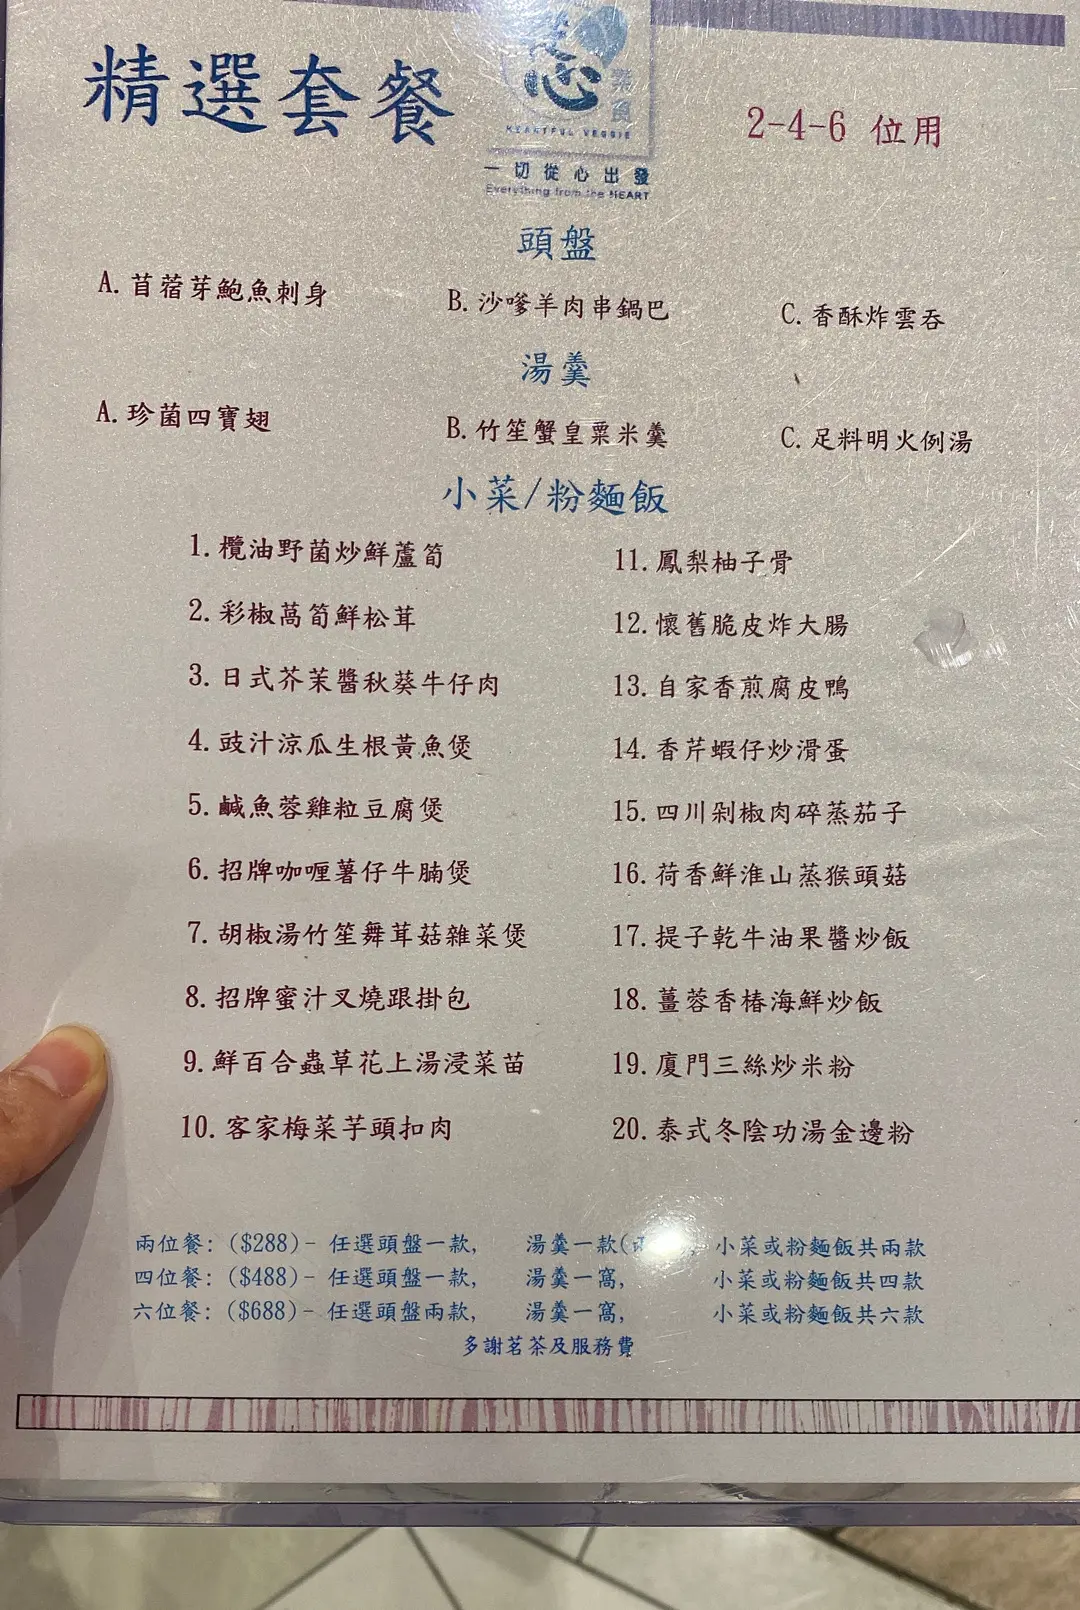 精選套餐
素食
HEARTFUL VEGGIE
一切從心出發
Everything from the HEART
2-4-6 位用
頭盤
A. 苜蓿芽鮑魚刺身
B. 沙嗲羊肉串鍋巴
C. 香酥炸雲吞
湯羹
A. 珍菌四寶翅
B. 竹笙蟹皇粟米羹
C. 足料明火例湯
小菜/粉麵飯
1. 欖油野菌炒鮮蘆筍
2. 彩椒萵筍鮮松茸
3. 日式芥茉醬秋葵牛仔肉
4. 豉汁涼瓜生根黃魚煲
5. 鹹魚蓉雞粒豆腐煲
6. 招牌咖喱薯仔牛腩煲
7. 胡椒湯竹笙舞茸菇雜菜煲
8. 招牌蜜汁叉燒跟掛包
9. 鮮百合蟲草花上湯浸菜苗
10. 客家梅菜芋頭扣肉
11. 鳳梨柚子骨
12. 懷舊脆皮炸大腸
13. 自家香煎腐皮鴨
14. 香芹蝦仔炒滑蛋
15. 四川剁椒肉碎蒸茄子
16. 荷香鮮淮山蒸猴頭菇
17. 提子乾牛油果醬炒飯
18. 薑蓉香椿海鮮炒飯
19. 廈門三絲炒米粉
20. 泰式冬陰功湯金邊粉
兩位餐: ($288)- 任選頭盤一款, 湯羹一款 小菜或粉麵飯共兩款
四位餐: ($488)- 任選頭盤一款, 湯羹一窩, 小菜或粉麵飯共四款
六位餐: ($688)- 任選頭盤兩款, 湯羹一窩, 小菜或粉麵飯共六款
多謝茗茶及服務費